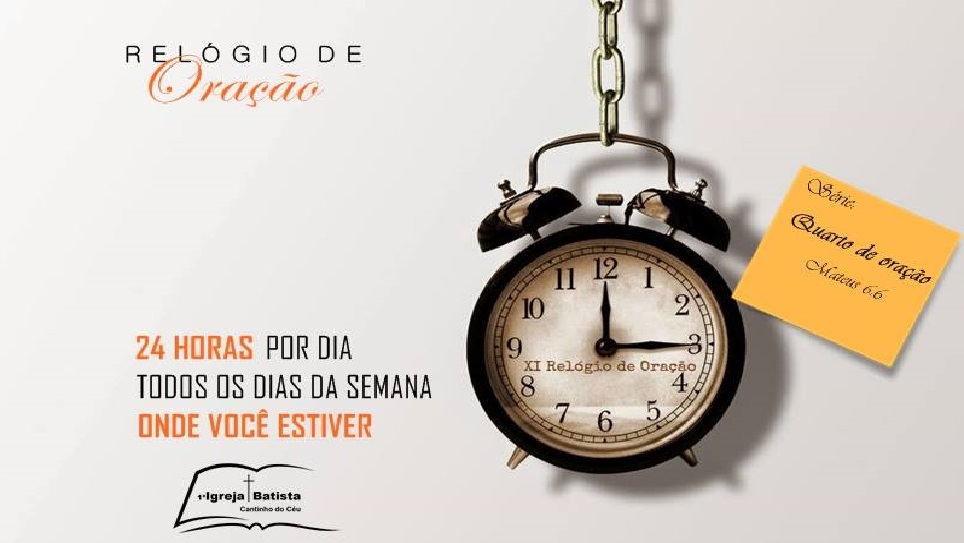 RELÓGIO DE
Oração
Série:
Quarto de oração
Mateus 6.6
12
11 1
10 2
9 3
XI Relógio de Oração
8 4
7 5
6
24 HORAS POR DIA
TODOS OS DIAS DA SEMANA
ONDE VOCÊ ESTIVER
1ª Igreja Batista
Cantinho do Céu